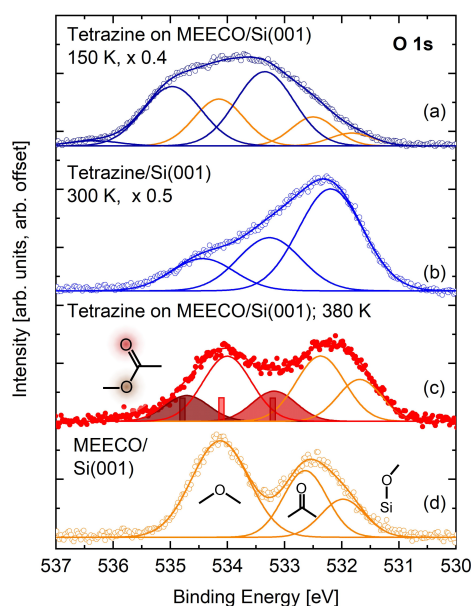 Tetrazine on MEECO/Si(001)
150 K, x 0.4
O 1s
(a)
Tetrazine/Si(001)
300 K, x 0.5
(b)
Tetrazine on MEECO/Si(001); 380 K
O
O
(c)
MEECO/
Si(001)
O
O
O
Si
(d)
Intensity [arb. units, arb. offset]
537 536 535 534 533 532 531 530
Binding Energy [eV]